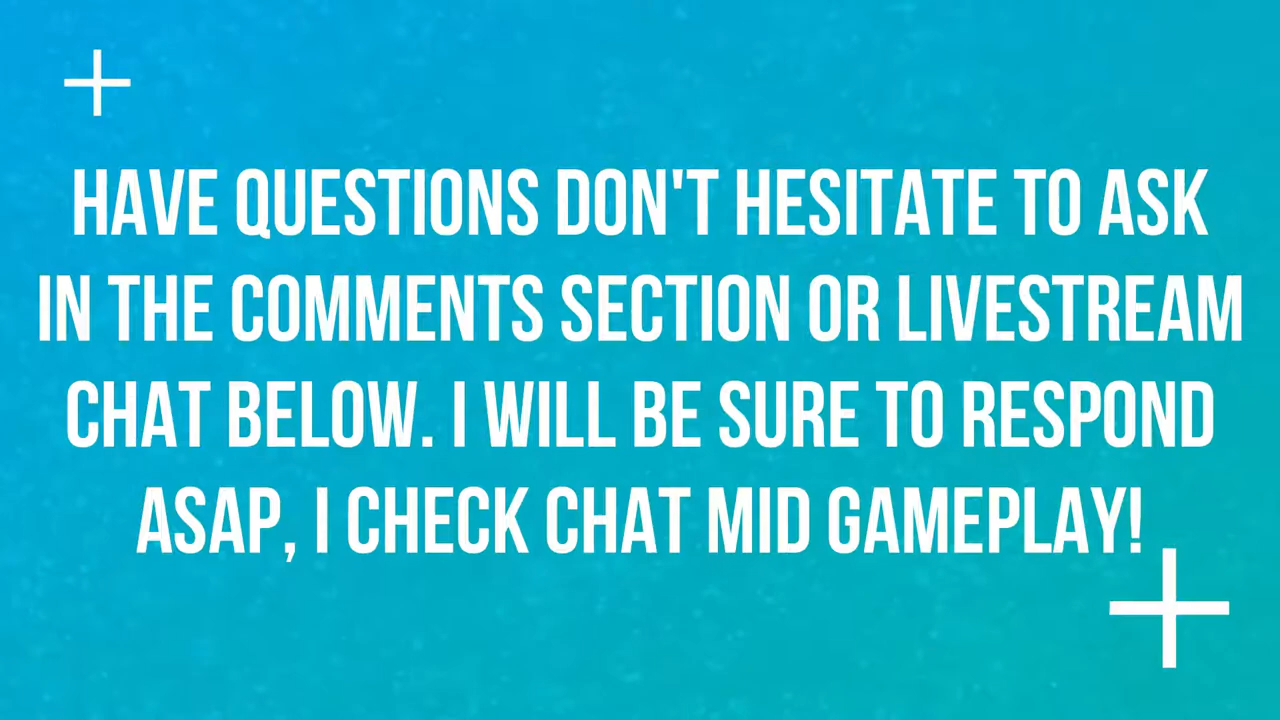 HAVE QUESTIONS DON'T HESITATE TO ASK
IN THE COMMENTS SECTION OR LIVESTREAM
CHAT BELOW. I WILL BE SURE TO RESPOND
ASAP, I CHECK CHAT MID GAMEPLAY!